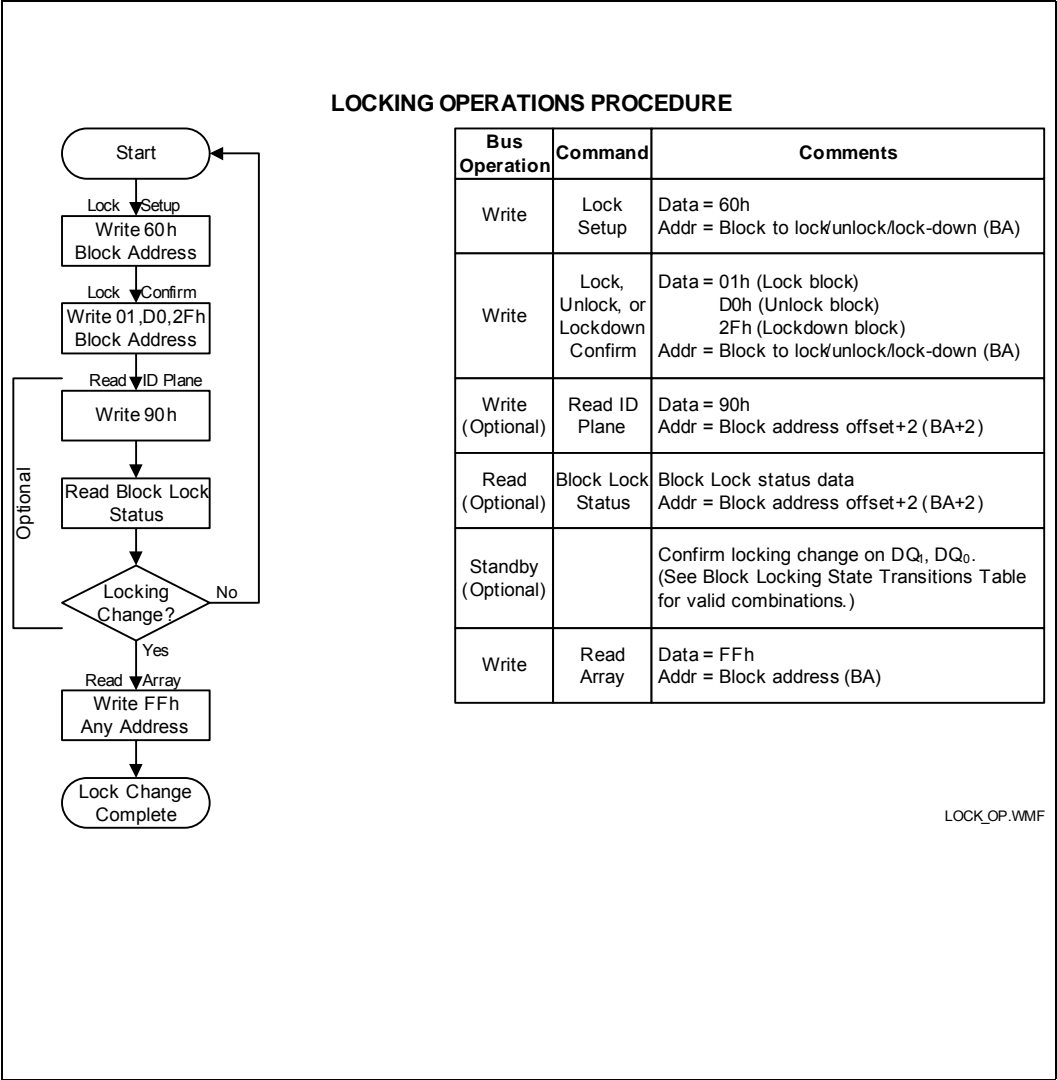 LOCKING OPERATIONS PROCEDURE
Start
Lock Setup
Write 60h
Block Address
Lock Confirm
Write 01,D0,2Fh
Block Address
Read ID Plane
Write 90h
Optional
Read Block Lock
Status
Locking
Change?
No
Yes
Read Array
Write FFh
Any Address
Lock Change
Complete
Bus
Operation
Command
Comments
Write
Lock
Setup
Data = 60h
Addr = Block to lock/unlock/lock-down (BA)
Write
Lock,
Unlock, or
Lockdown
Confirm
Data = 01h (Lock block)
D0h (Unlock block)
2Fh (Lockdown block)
Addr = Block to lock/unlock/lock-down (BA)
Write
(Optional)
Read ID
Plane
Data = 90h
Addr = Block address offset+2 (BA+2)
Read
(Optional)
Block Lock
Status
Block Lock status data
Addr = Block address offset+2 (BA+2)
Standby
(Optional)
Confirm locking change on DQ₁, DQ₀.
(See Block Locking State Transitions Table
for valid combinations.)
Write
Read
Array
Data = FFh
Addr = Block address (BA)
LOCK_OP.WMF